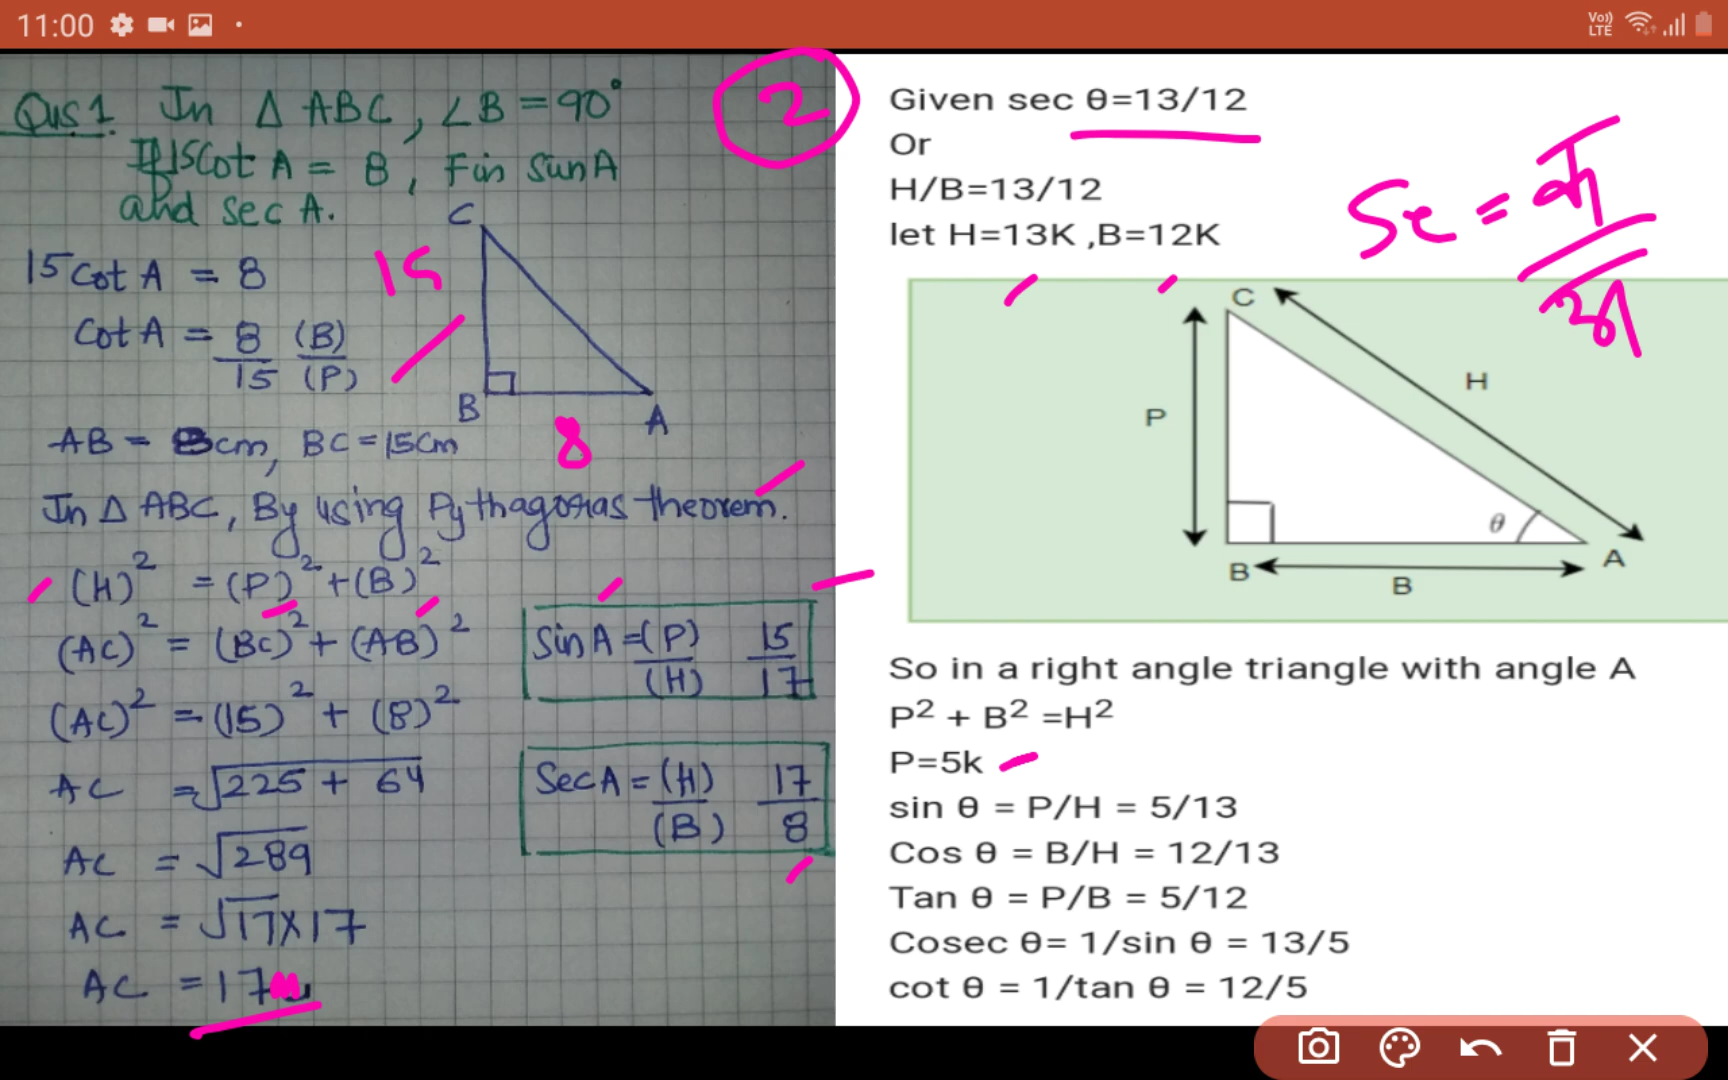 11:00
Vo))
LTE
Qus 1. In Δ ABC, ∠B = 90°
If 15Cot A = 8, Fin SunA
and sec A.
2
C
15 Cot A = 8
15
Cot A = 8 (B)
15 (P)
B
A
8
AB = 8cm, BC = 15Cm
In Δ ABC, By using Pythagoras theorem.
(H)² = (P)² + (B)²
(AC)² = (BC)² + (AB)²
(AC)² = (15)² + (8)²
AC = √225 + 64
AC = √289
AC = √17×17
AC = 17
Sin A = (P) 15
(H) 17
Sec A = (H) 17
(B) 8
Given sec θ=13/12
Or
H/B=13/12
let H=13K ,B=12K
C
H
P
θ
B
A
B
So in a right angle triangle with angle A
P² + B² =H²
P=5k
sin θ = P/H = 5/13
Cos θ = B/H = 12/13
Tan θ = P/B = 5/12
Cosec θ= 1/sin θ = 13/5
cot θ = 1/tan θ = 12/5